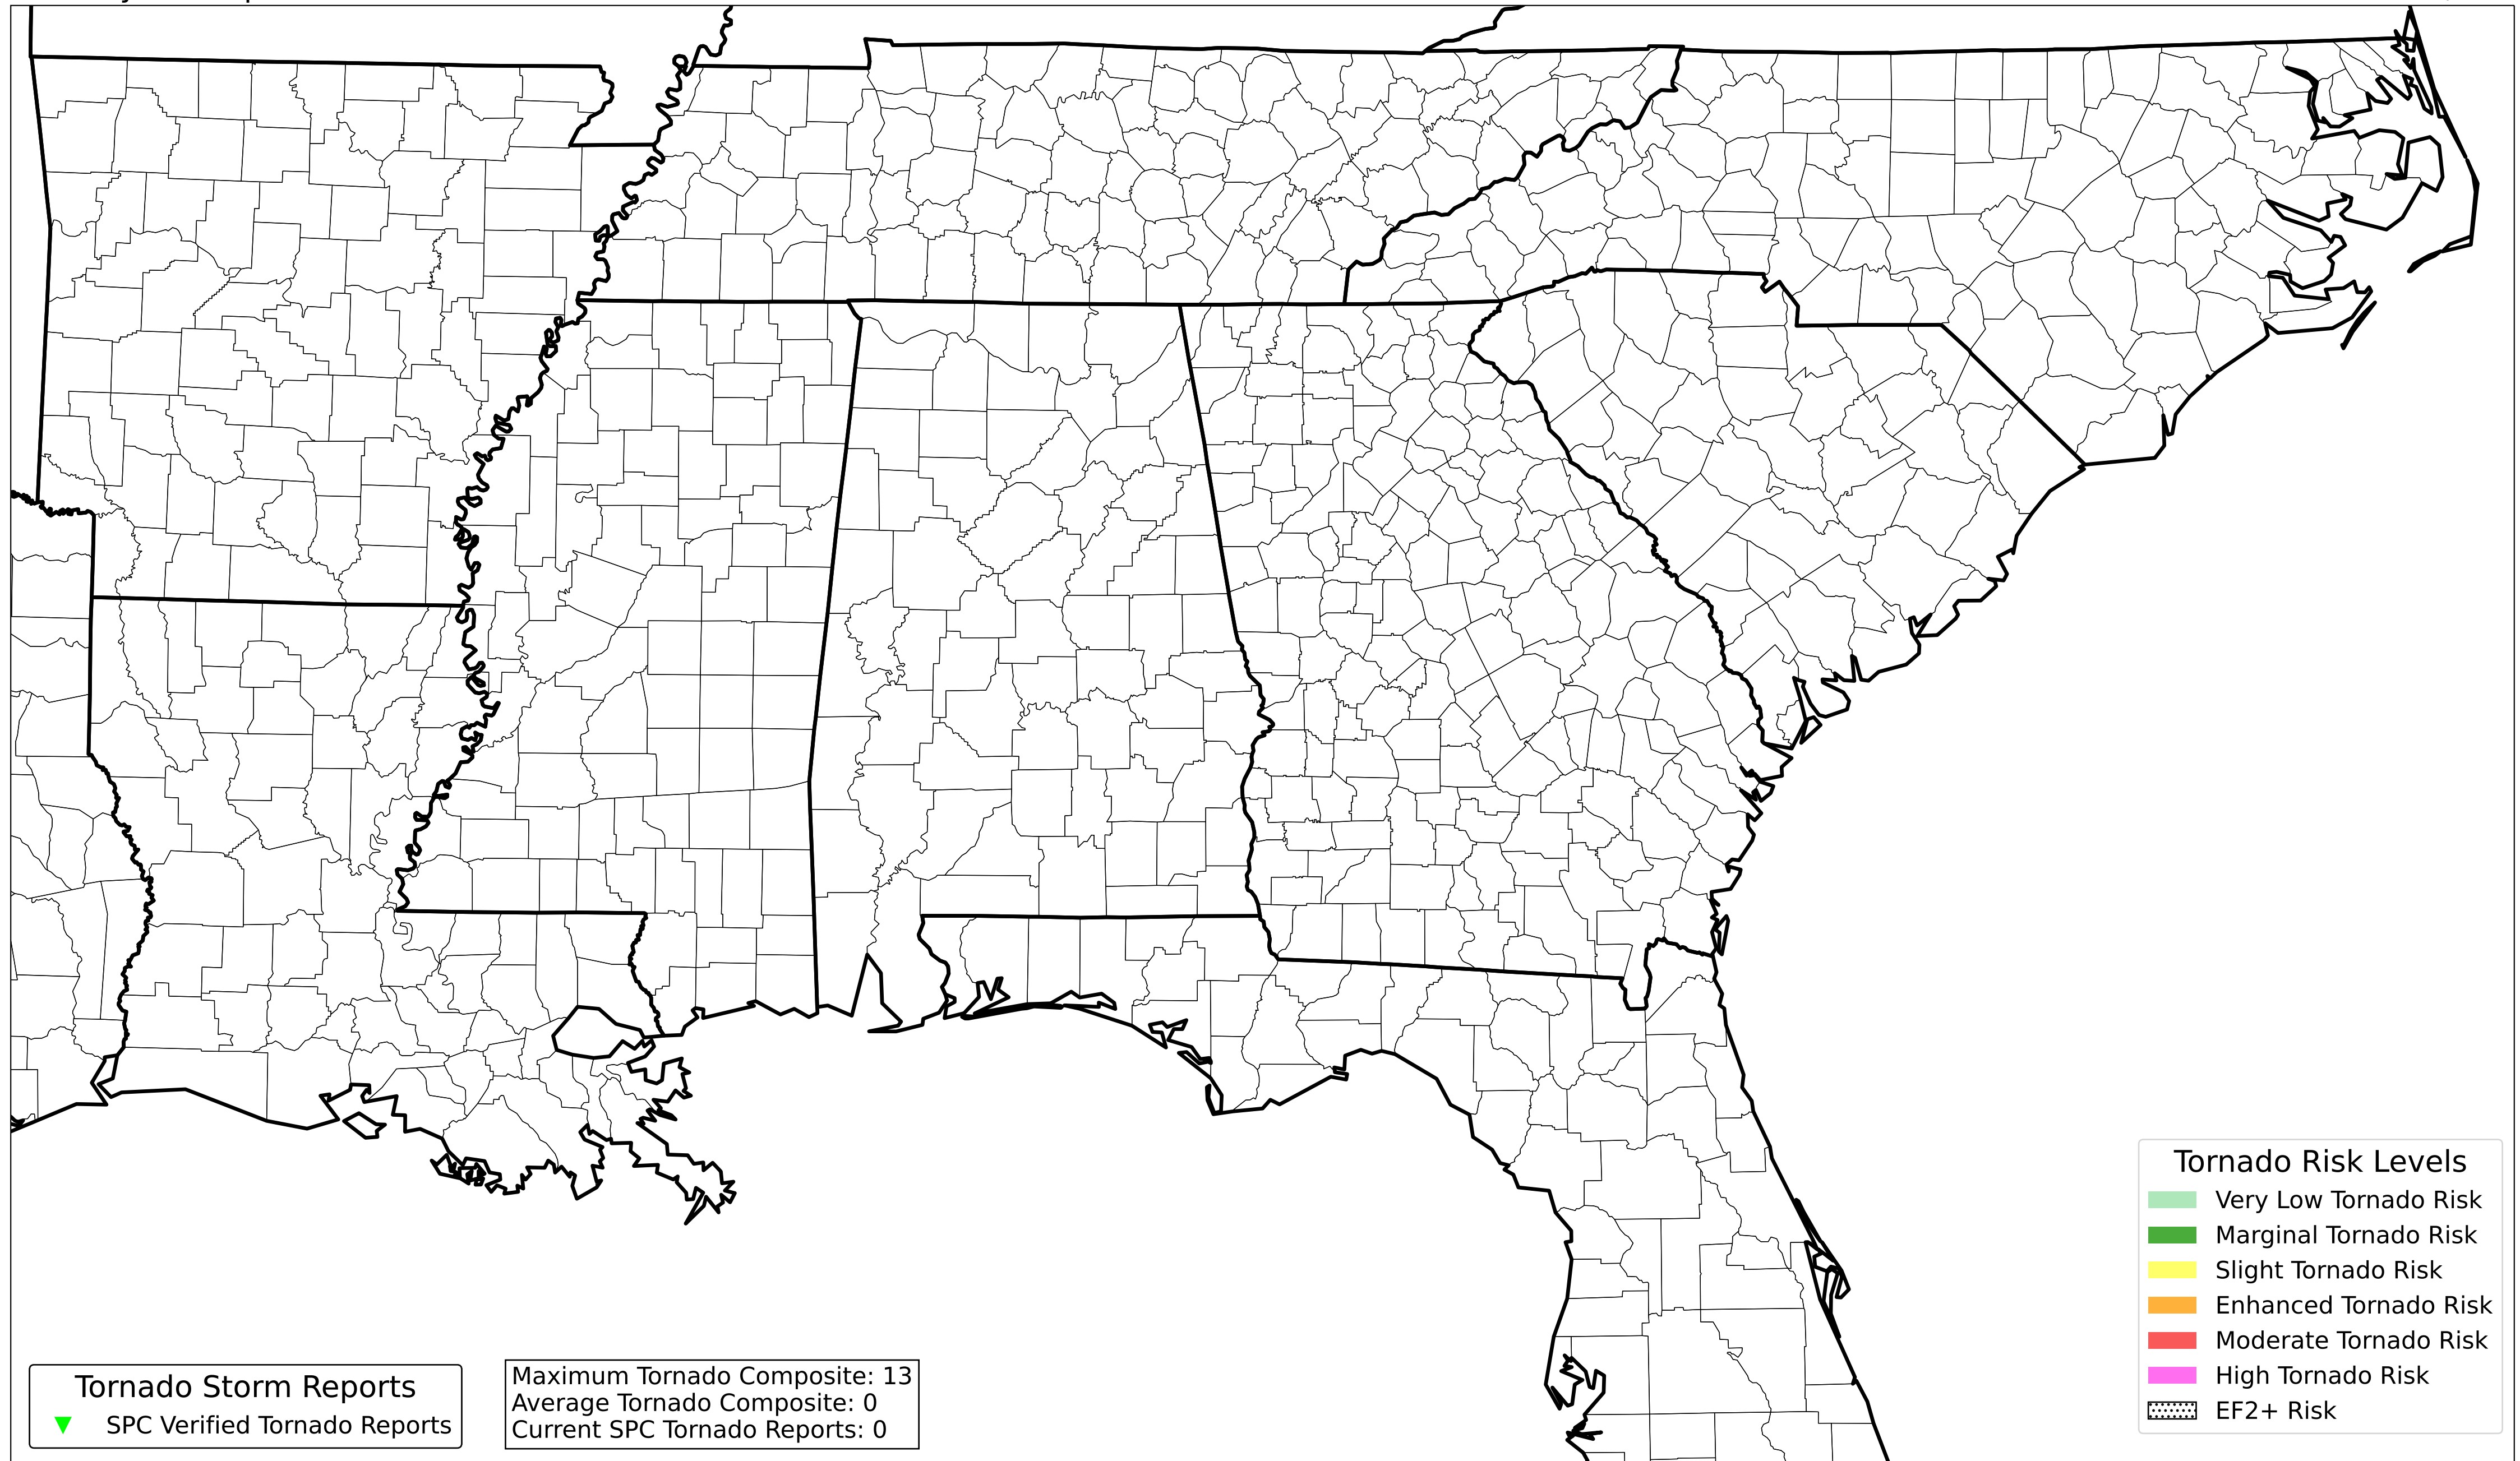 Tornado Risk Levels
Very Low Tornado Risk
Marginal Tornado Risk
Slight Tornado Risk
Enhanced Tornado Risk
Moderate Tornado Risk
High Tornado Risk
EF2+ Risk
Tornado Storm Reports
SPC Verified Tornado Reports
Maximum Tornado Composite: 13
Average Tornado Composite: 0
Current SPC Tornado Reports: 0